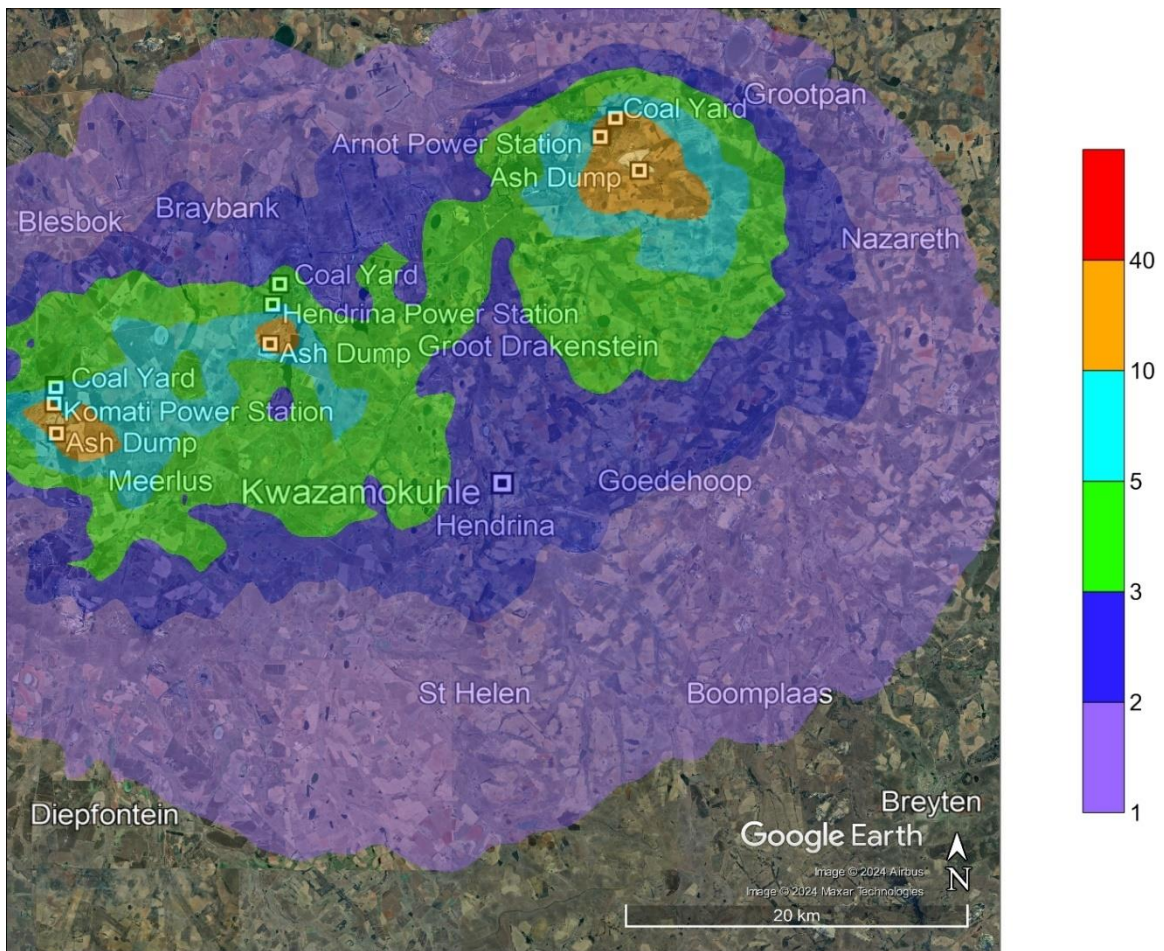 Grootpan
Coal Yard
Arnot Power Station
Ash Dump
Blesbok
Braybank
Nazareth
Coal Yard
Hendrina Power Station
Ash Dump
Groot Drakenstein
Coal Yard
Komati Power Station
Ash Dump
Meerlus
Kwazamokuhle
Goedehoop
Hendrina
St Helen
Boomplaas
Diepfontein
Breyten
Google Earth
Image © 2024 Airbus
Image © 2024 Maxar Technologies
N
20 km
40
10
5
3
2
1